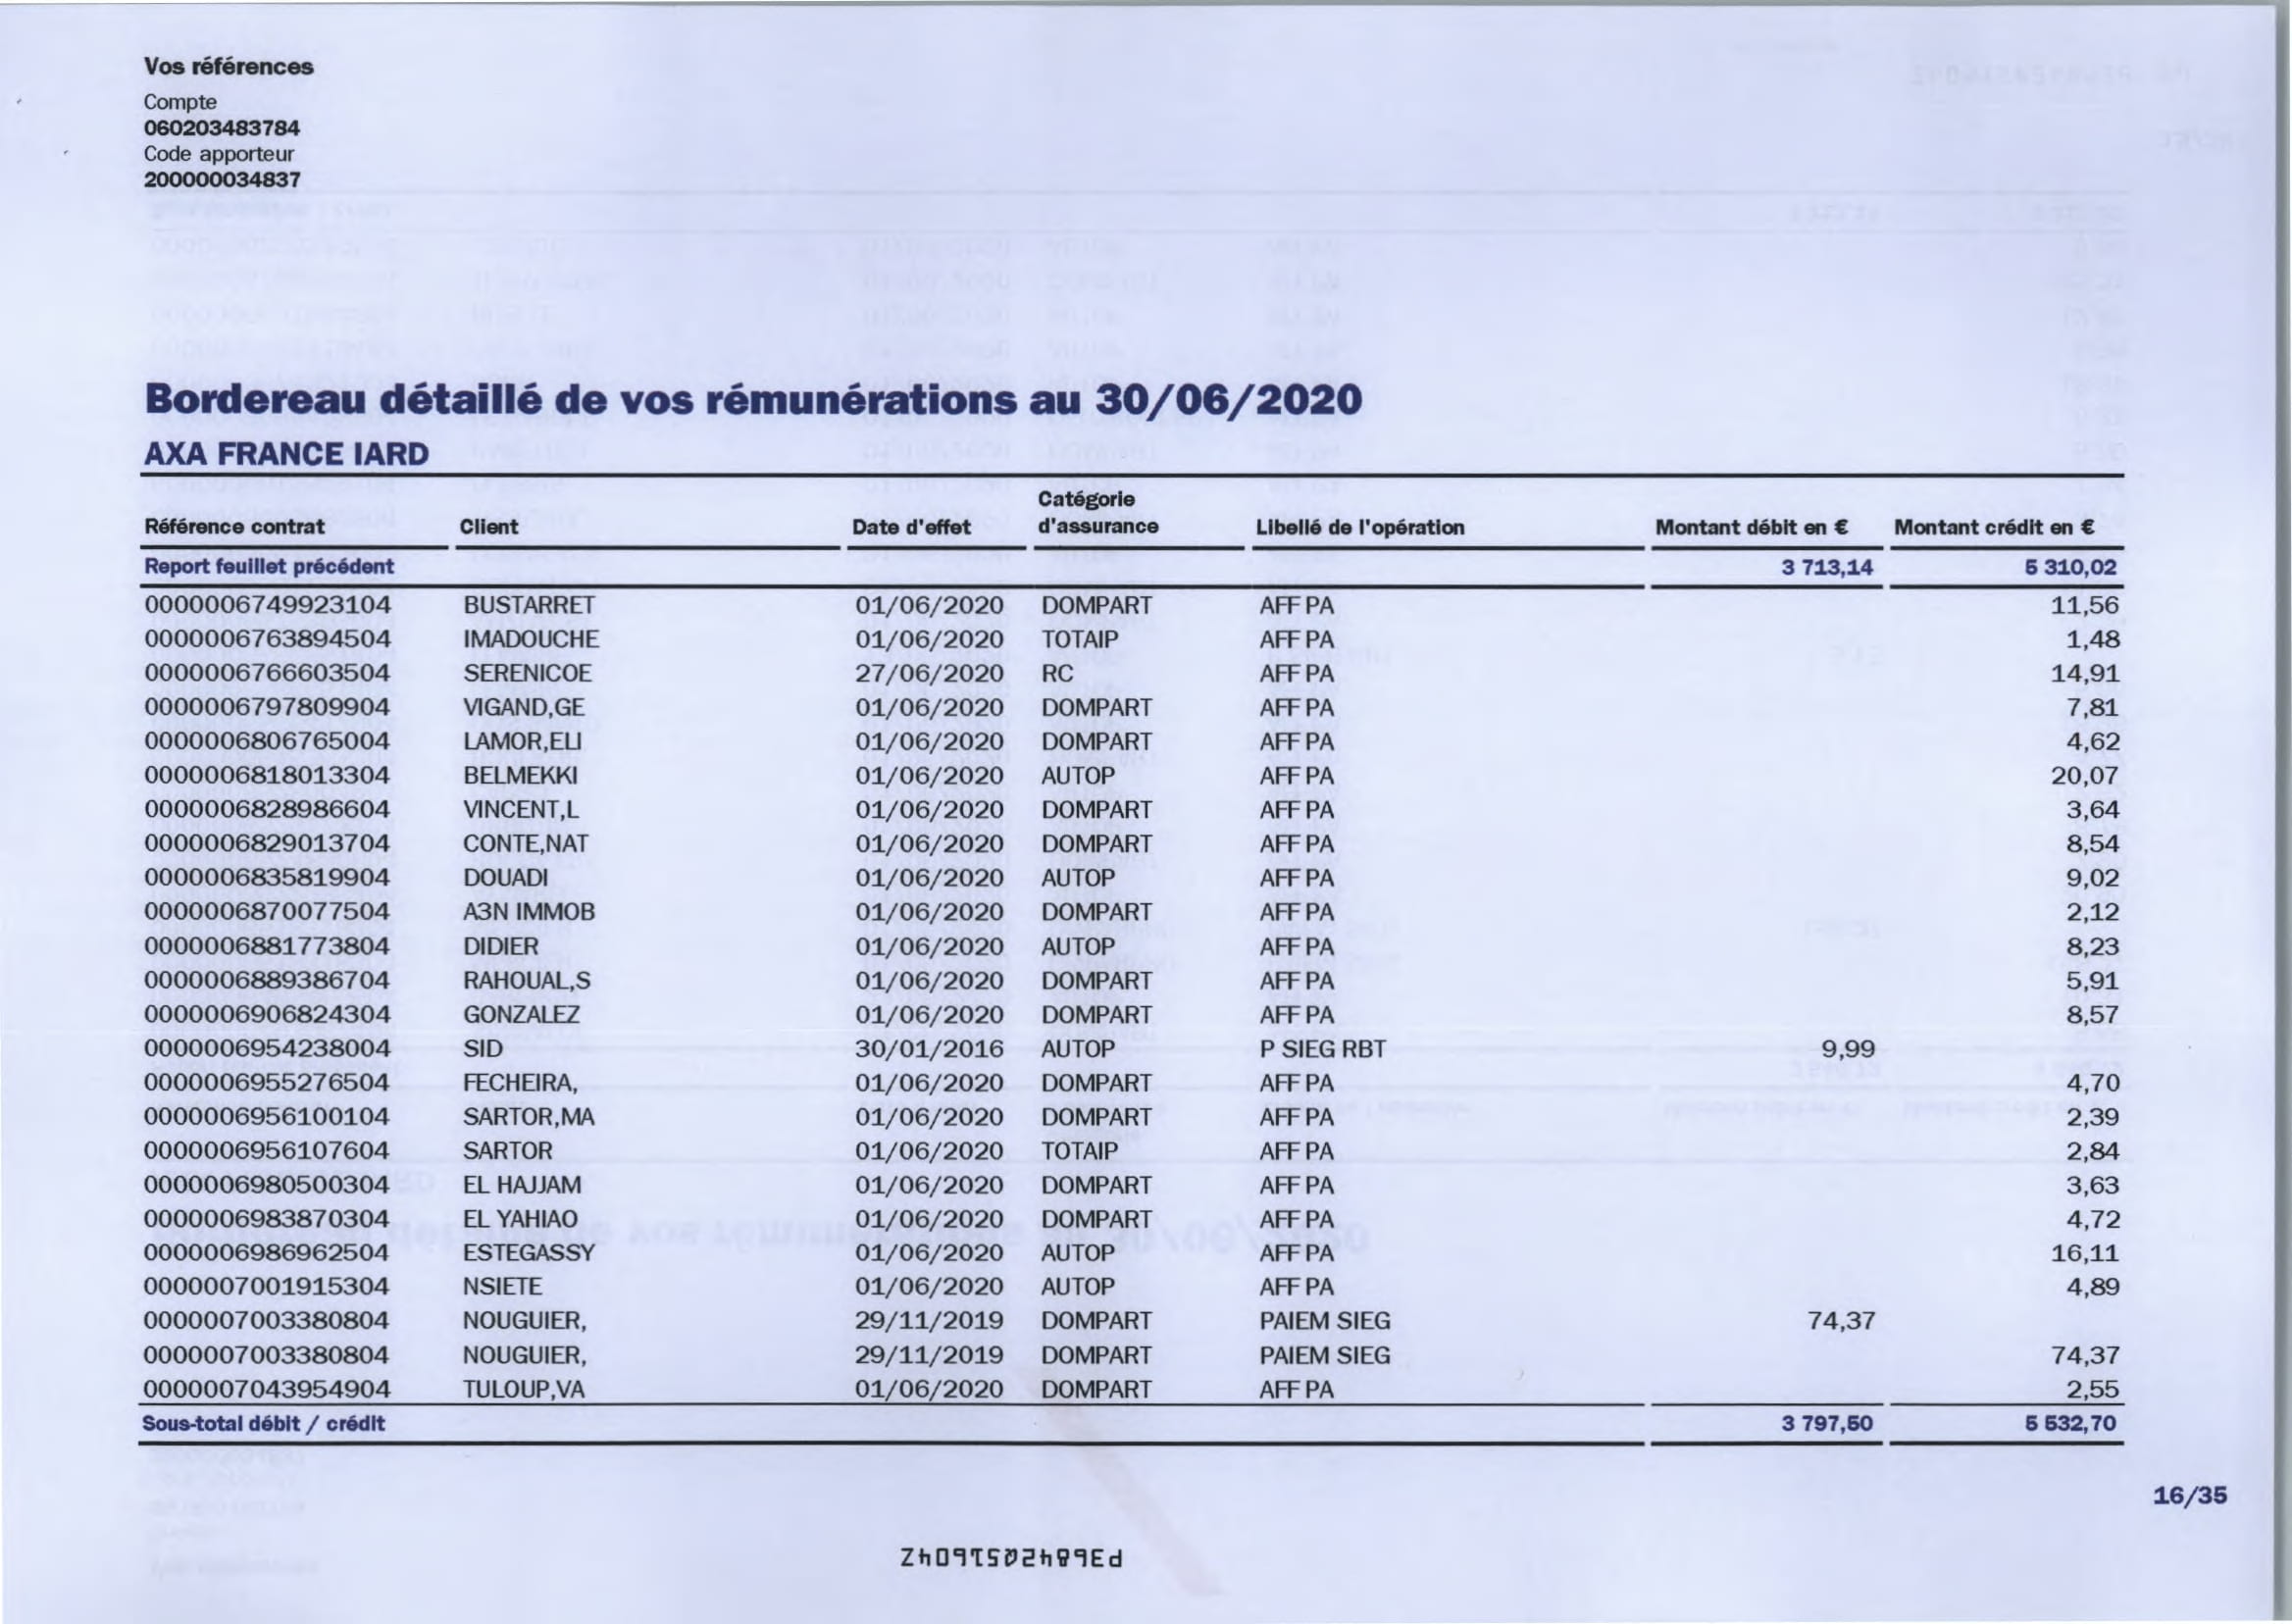 Vos références
Compte
060203483784
Code apporteur
200000034837
Bordereau détaillé de vos rémunérations au 30/06/2020
AXA FRANCE IARD
Référence contrat Client Date d'effet Catégorie d'assurance Libellé de l'opération Montant débit en € Montant crédit en €
Report feuillet précédent 3 713,14 5 310,02
0000006749923104 BUSTARRET 01/06/2020 DOMPART AFF PA 11,56
0000006763894504 IMADOUCHE 01/06/2020 TOTAIP AFF PA 1,48
0000006766603504 SERENICOE 27/06/2020 RC AFF PA 14,91
0000006797809904 VIGAND,GE 01/06/2020 DOMPART AFF PA 7,81
0000006806765004 LAMOR,ELI 01/06/2020 DOMPART AFF PA 4,62
0000006818013304 BELMEKKI 01/06/2020 AUTOP AFF PA 20,07
0000006828986604 VINCENT,L 01/06/2020 DOMPART AFF PA 3,64
0000006829013704 CONTE,NAT 01/06/2020 DOMPART AFF PA 8,54
0000006835819904 DOUADI 01/06/2020 AUTOP AFF PA 9,02
0000006870077504 A3N IMMOB 01/06/2020 DOMPART AFF PA 2,12
0000006881773804 DIDIER 01/06/2020 AUTOP AFF PA 8,23
0000006889386704 RAHOUAL,S 01/06/2020 DOMPART AFF PA 5,91
0000006906824304 GONZALEZ 01/06/2020 DOMPART AFF PA 8,57
0000006954238004 SID 30/01/2016 AUTOP P SIEG RBT 9,99
0000006955276504 FECHEIRA, 01/06/2020 DOMPART AFF PA 4,70
0000006956100104 SARTOR,MA 01/06/2020 DOMPART AFF PA 2,39
0000006956107604 SARTOR 01/06/2020 TOTAIP AFF PA 2,84
0000006980500304 EL HAJJAM 01/06/2020 DOMPART AFF PA 3,63
0000006983870304 EL YAHIAO 01/06/2020 DOMPART AFF PA 4,72
0000006986962504 ESTEGASSY 01/06/2020 AUTOP AFF PA 16,11
0000007001915304 NSIETE 01/06/2020 AUTOP AFF PA 4,89
0000007003380804 NOUGUIER, 29/11/2019 DOMPART PAIEM SIEG 74,37
0000007003380804 NOUGUIER, 29/11/2019 DOMPART PAIEM SIEG 74,37
0000007043954904 TULOUP,VA 01/06/2020 DOMPART AFF PA 2,55
Sous-total débit / crédit 3 797,50 5 532,70
16/35